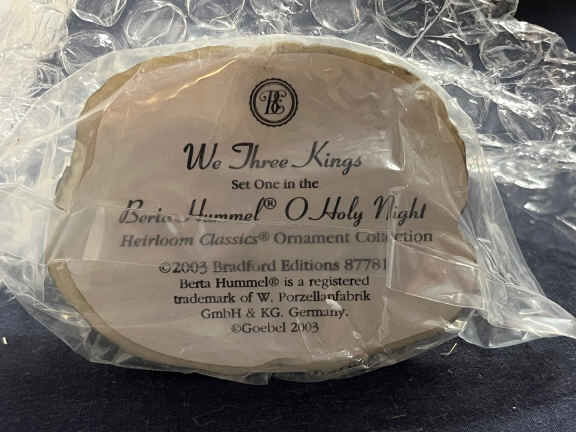 BE
We Three Kings
Set One in the
Berta Hummel® O Holy Night
Heirloom Classics® Ornament Collection
©2003 Bradford Editions 87781
Berta Hummel® is a registered
trademark of W. Porzellanfabrik
GmbH & KG. Germany.
©Goebel 2003